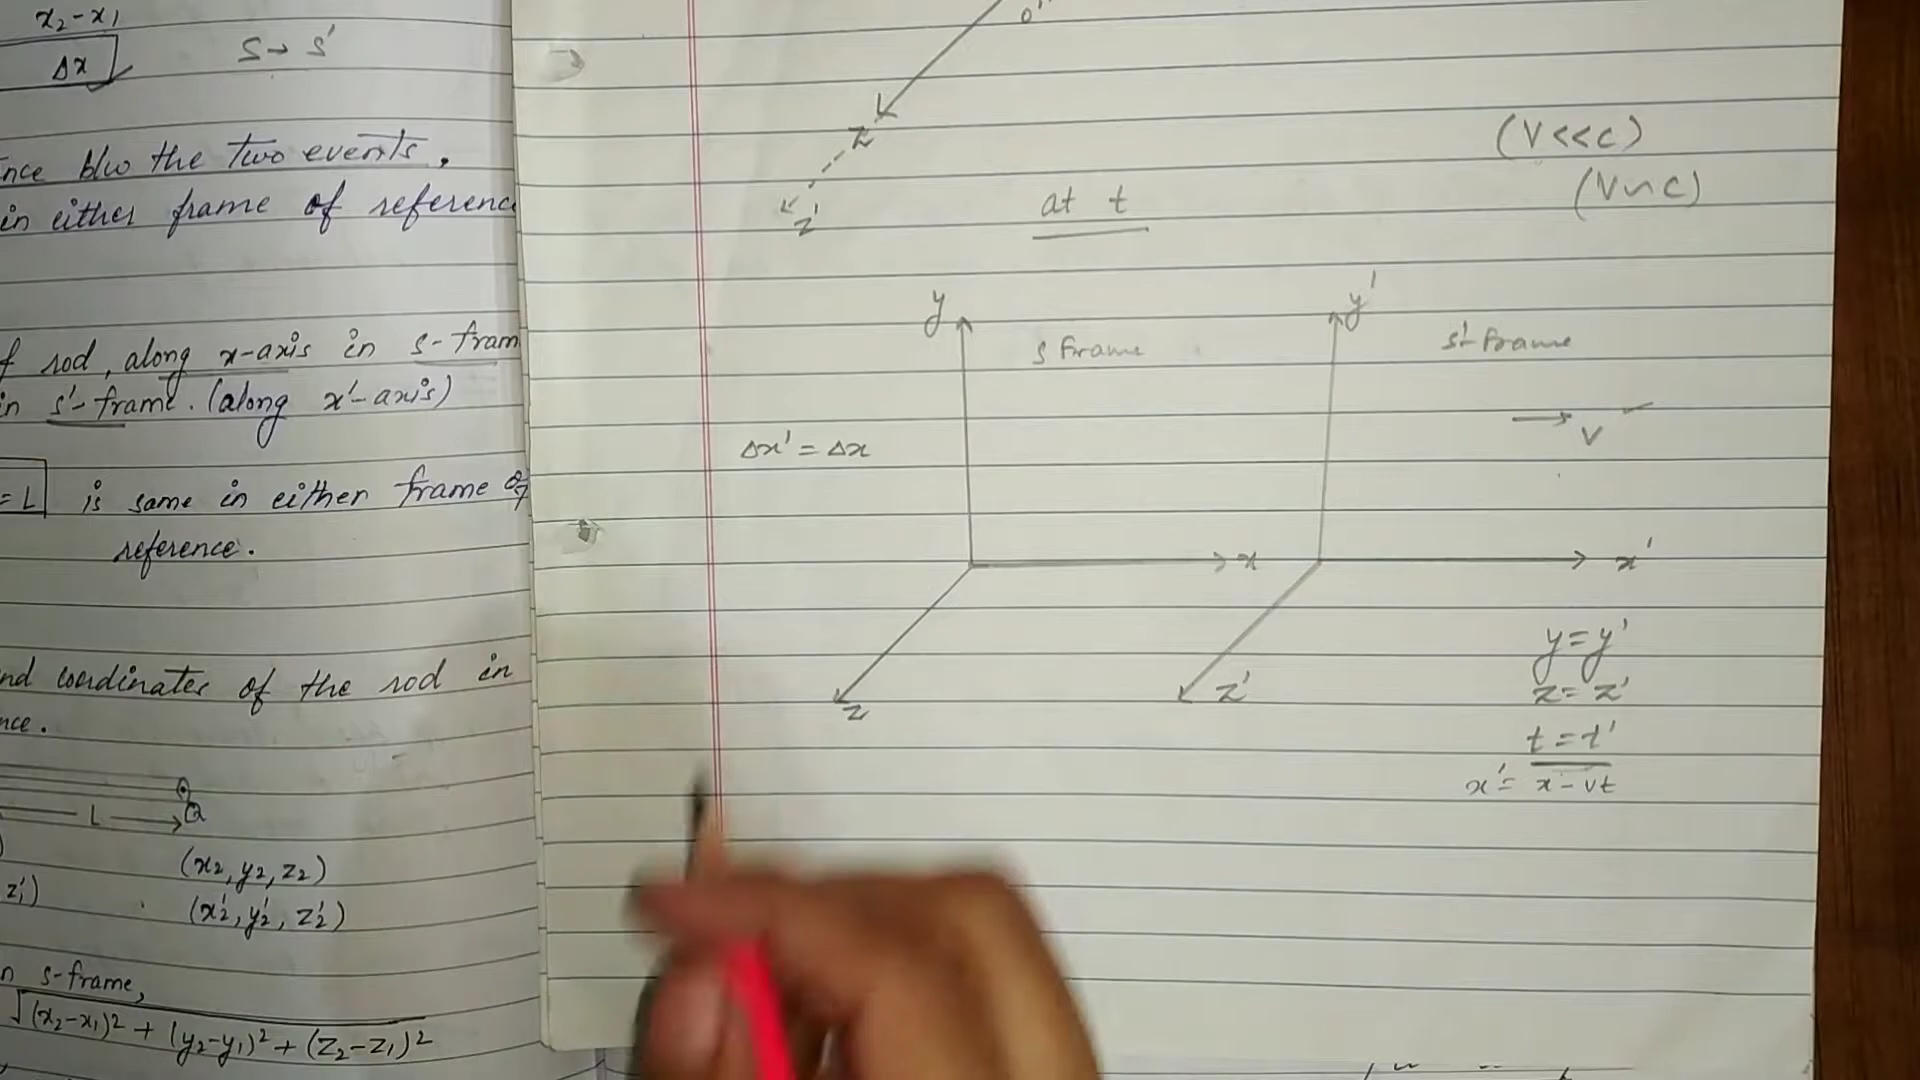 x₂-x₁
Δx
S→ S'
nce b/w the two events,
in either frame of referenc
f rod, along x-axis in s-fram
in s'-frame. (along x'-axis)
= L is same in either frame of
reference.
nd coordinates of the rod in
nce.
L
Q
(x₂, y₂, z₂)
z₁')
(x₂', y₂', z₂')
n s-frame,
√(x₂-x₁)² + (y₂-y₁)² + (z₂-z₁)²
z
z'
at t
(V<<c)
(V~c)
y
S frame
y'
s' frame
v
Δx' = Δx
x
x'
z
z'
y = y'
z = z'
t = t'
x' = x - vt